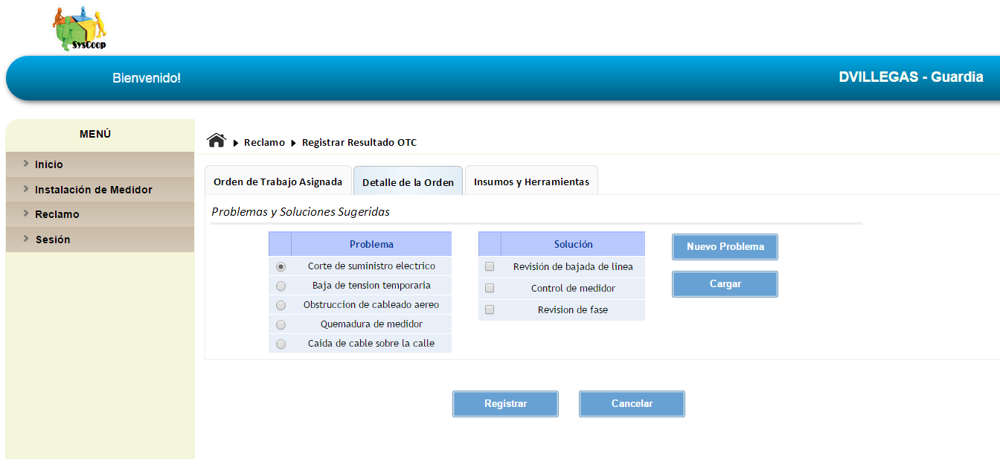 SysCoop
Bienvenido!
DVILLEGAS - Guardia
MENÚ
Inicio
Instalación de Medidor
Reclamo
Sesión
Reclamo
Registrar Resultado OTC
Orden de Trabajo Asignada
Detalle de la Orden
Insumos y Herramientas
Problemas y Soluciones Sugeridas
Problema
Corte de suministro electrico
Baja de tension temporaria
Obstruccion de cableado aereo
Quemadura de medidor
Caida de cable sobre la calle
Solución
Revisión de bajada de linea
Control de medidor
Revision de fase
Nuevo Problema
Cargar
Registrar
Cancelar